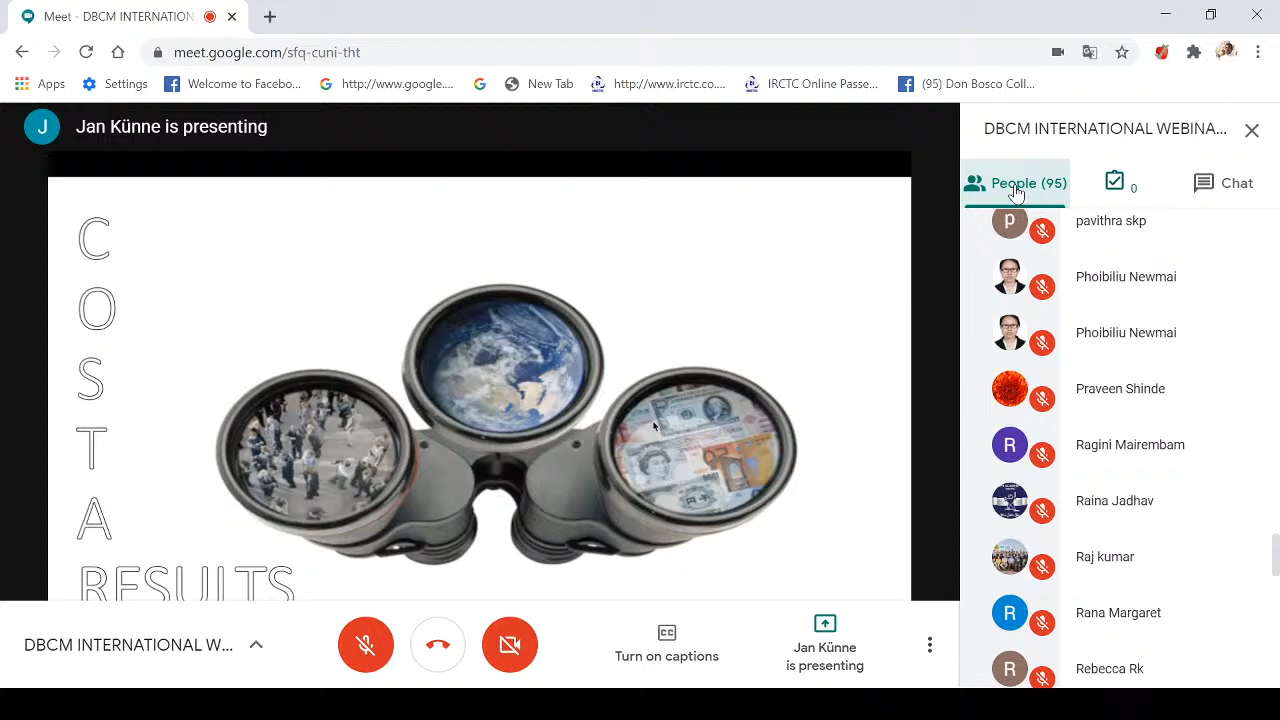 Meet - DBCM INTERNATION
meet.google.com/sfq-cuni-tht
Apps
Settings
Welcome to Facebo...
http://www.google....
New Tab
http://www.irctc.co....
IRCTC Online Passe...
(95) Don Bosco Coll...
J
Jan Künne is presenting
DBCM INTERNATIONAL WEBINA...
People (95)
0
Chat
C
O
S
T
A
RESULTS
p
pavithra skp
Phoibiliu Newmai
Phoibiliu Newmai
Praveen Shinde
R
Ragini Mairembam
Raina Jadhav
Raj kumar
R
Rana Margaret
R
Rebecca Rk
DBCM INTERNATIONAL W...
CC
Turn on captions
Jan Künne
is presenting